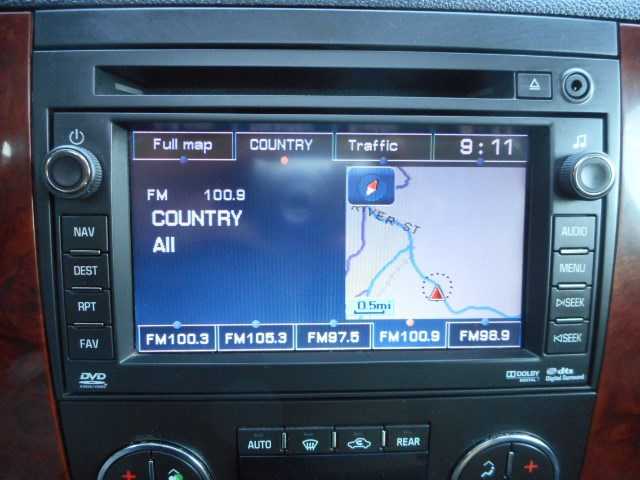 Full map COUNTRY Traffic 9:11
FM 100.9
COUNTRY
All
RIVER ST
0.5mi
FM100.3 FM105.3 FM97.5 FM100.9 FM98.9
NAV
DEST
RPT
FAV
AUDIO
MENU
SEEK
SEEK
DVD
DOLBY
DIGITAL
dts
Digital Surround
AUTO REAR